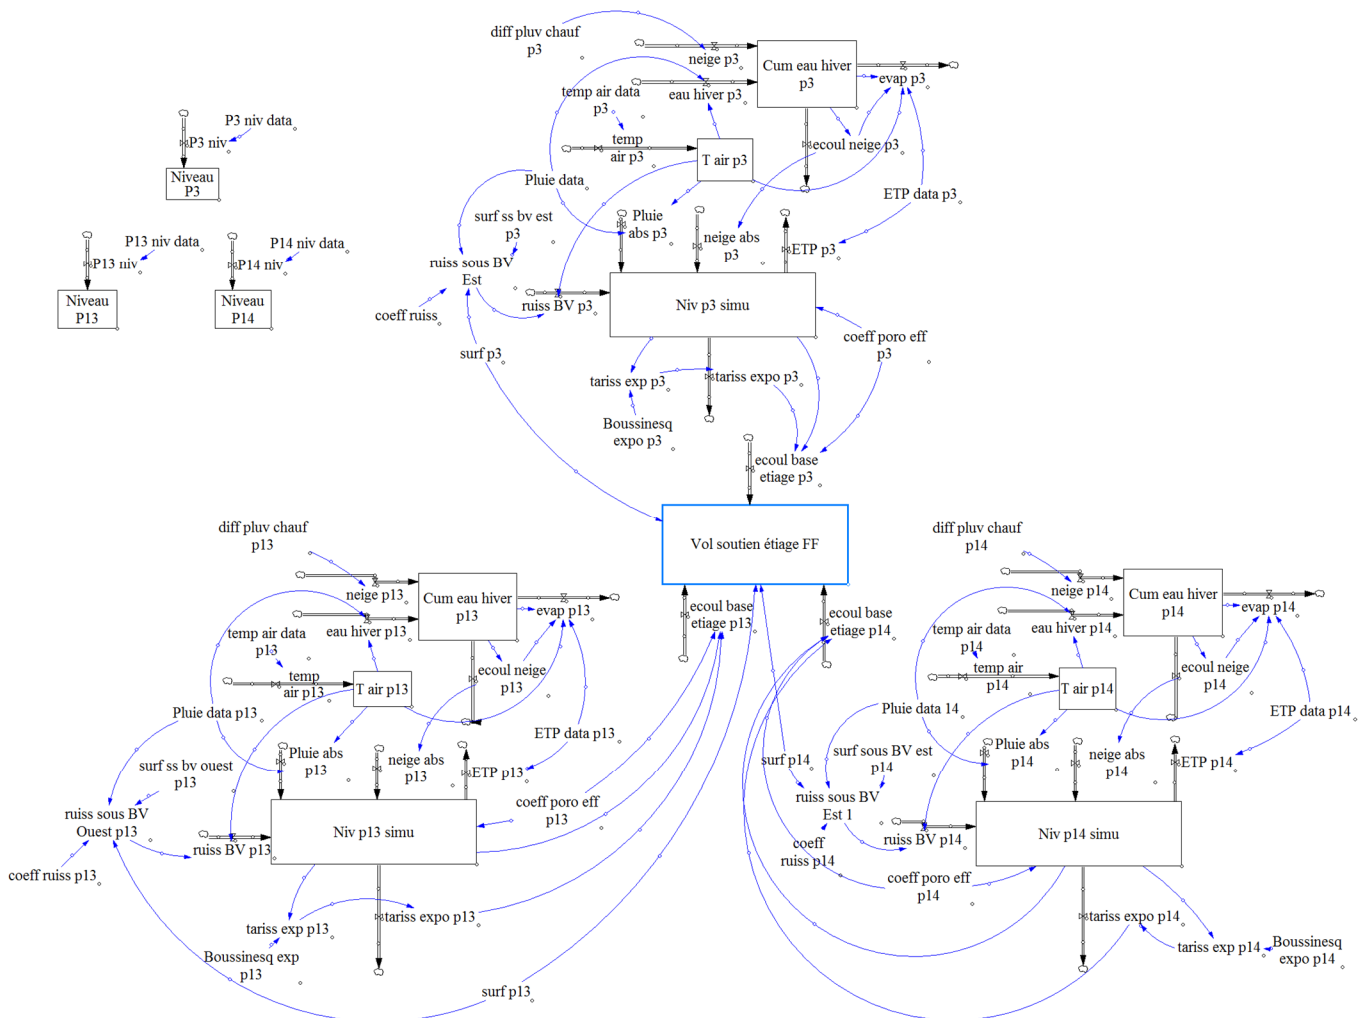 diff pluv chauf
p3
neige p3
Cum eau hiver
p3
evap p3
temp air data
p3
eau hiver p3
P3 niv data
P3 niv
temp
air p3
T air p3
ecoul neige p3
Niveau
P3
Pluie data
ETP data p3
surf ss bv est
p3
Pluie
abs p3
neige abs
p3
ETP p3
P13 niv data
P13 niv
P14 niv data
P14 niv
Niveau
P13
Niveau
P14
ruiss sous BV
Est
coeff ruiss
ruiss BV p3
Niv p3 simu
surf p3
coeff poro eff
p3
tariss exp p3
tariss expo p3
Boussinesq
expo p3
ecoul base
etiage p3
Vol soutien étiage FF
diff pluv chauf
p13
neige p13
Cum eau hiver
p13
evap p13
temp air data
p13
eau hiver p13
temp
air p13
T air p13
ecoul neige
p13
Pluie data p13
ETP data p13
surf ss bv ouest
p13
Pluie abs
p13
neige abs
p13
ETP p13
ruiss sous BV
Ouest p13
coeff ruiss p13
ruiss BV p13
Niv p13 simu
coeff poro eff
p13
tariss exp p13
tariss expo p13
Boussinesq exp
p13
surf p13
ecoul base
etiage p13
ecoul base
etiage p14
diff pluv chauf
p14
neige p14
Cum eau hiver
p14
evap p14
temp air data
p14
eau hiver p14
temp air
p14
T air p14
ecoul neige
p14
Pluie data 14
ETP data p14
surf p14
surf sous BV est
p14
Pluie abs
p14
neige abs
p14
ETP p14
ruiss sous BV
Est 1
coeff
ruiss p14
ruiss BV p14
Niv p14 simu
coeff poro eff
p14
tariss expo p14
tariss exp p14
Boussinesq
expo p14